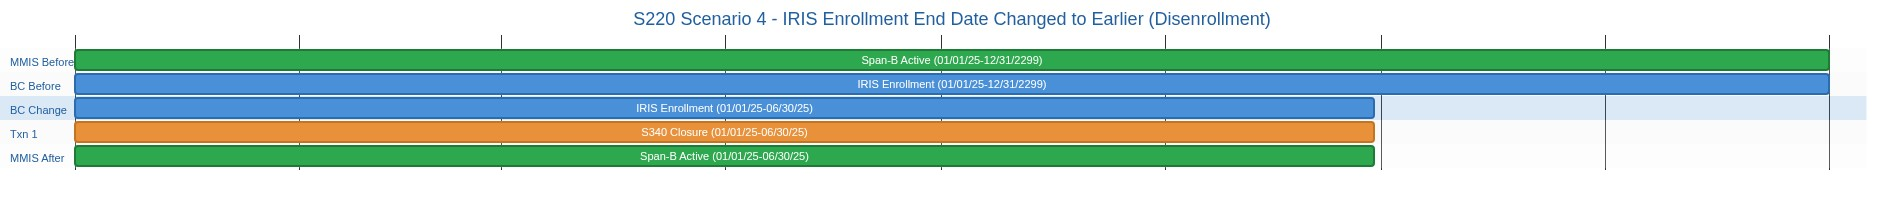 S220 Scenario 4 - IRIS Enrollment End Date Changed to Earlier (Disenrollment)
MMIS Before Span-B Active (01/01/25-12/31/2299)
BC Before IRIS Enrollment (01/01/25-12/31/2299)
BC Change IRIS Enrollment (01/01/25-06/30/25)
Txn 1 S340 Closure (01/01/25-06/30/25)
MMIS After Span-B Active (01/01/25-06/30/25)